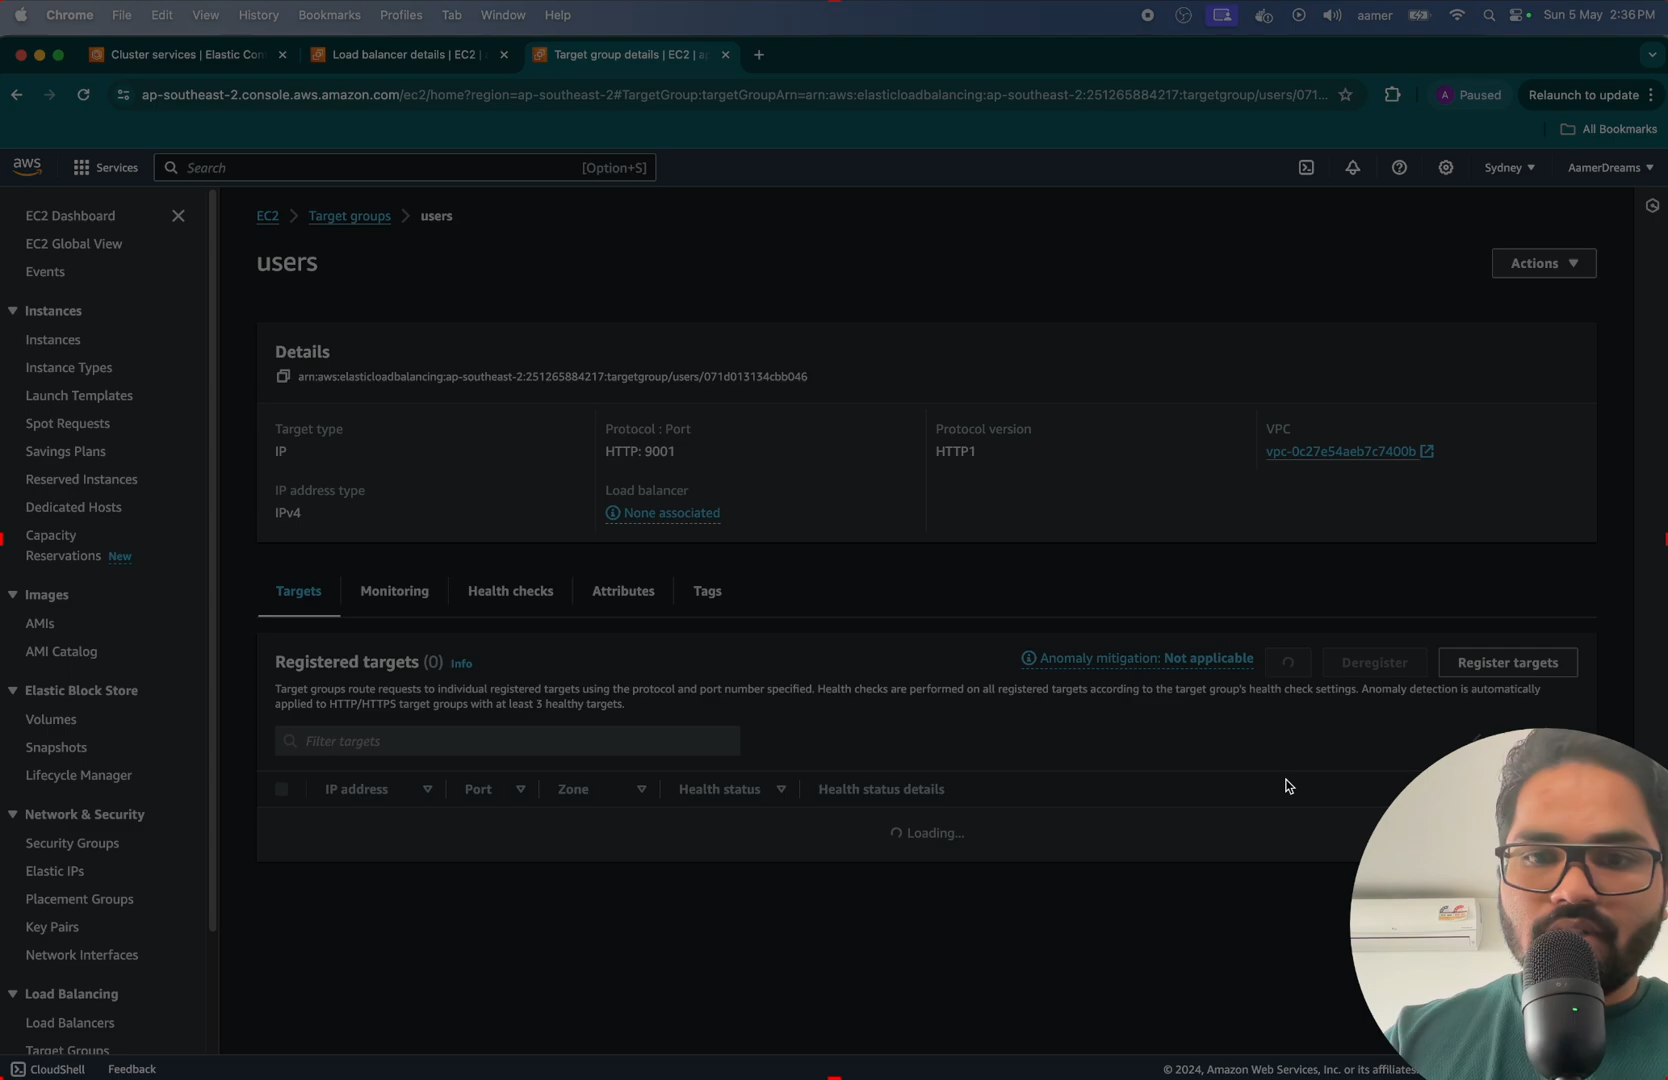 Chrome File Edit View History Bookmarks Profiles Tab Window Help aamer Sun 5 May 2:36 PM
Cluster services | Elastic Con Load balancer details | EC2 | Target group details | EC2 | ap
ap-southeast-2.console.aws.amazon.com/ec2/home?region=ap-southeast-2#TargetGroup:targetGroupArn=arn:aws:elasticloadbalancing:ap-southeast-2:251265884217:targetgroup/users/071... A Paused Relaunch to update
All Bookmarks
aws Services Search [Option+S] Sydney AamerDreams
EC2 Dashboard
EC2 Global View
Events
Instances
Instances
Instance Types
Launch Templates
Spot Requests
Savings Plans
Reserved Instances
Dedicated Hosts
Capacity
Reservations New
Images
AMIs
AMI Catalog
Elastic Block Store
Volumes
Snapshots
Lifecycle Manager
Network & Security
Security Groups
Elastic IPs
Placement Groups
Key Pairs
Network Interfaces
Load Balancing
Load Balancers
Target Groups
EC2 Target groups users
users
Actions
Details
arn:aws:elasticloadbalancing:ap-southeast-2:251265884217:targetgroup/users/071d013134cbb046
Target type Protocol : Port Protocol version VPC
IP HTTP: 9001 HTTP1 vpc-0c27e54aeb7c7400b
IP address type Load balancer
IPv4 None associated
Targets Monitoring Health checks Attributes Tags
Registered targets (0) Info Anomaly mitigation: Not applicable Deregister Register targets
Target groups route requests to individual registered targets using the protocol and port number specified. Health checks are performed on all registered targets according to the target group's health check settings. Anomaly detection is automatically
applied to HTTP/HTTPS target groups with at least 3 healthy targets.
Filter targets
IP address Port Zone Health status Health status details
Loading...
CloudShell Feedback © 2024, Amazon Web Services, Inc. or its affiliates.